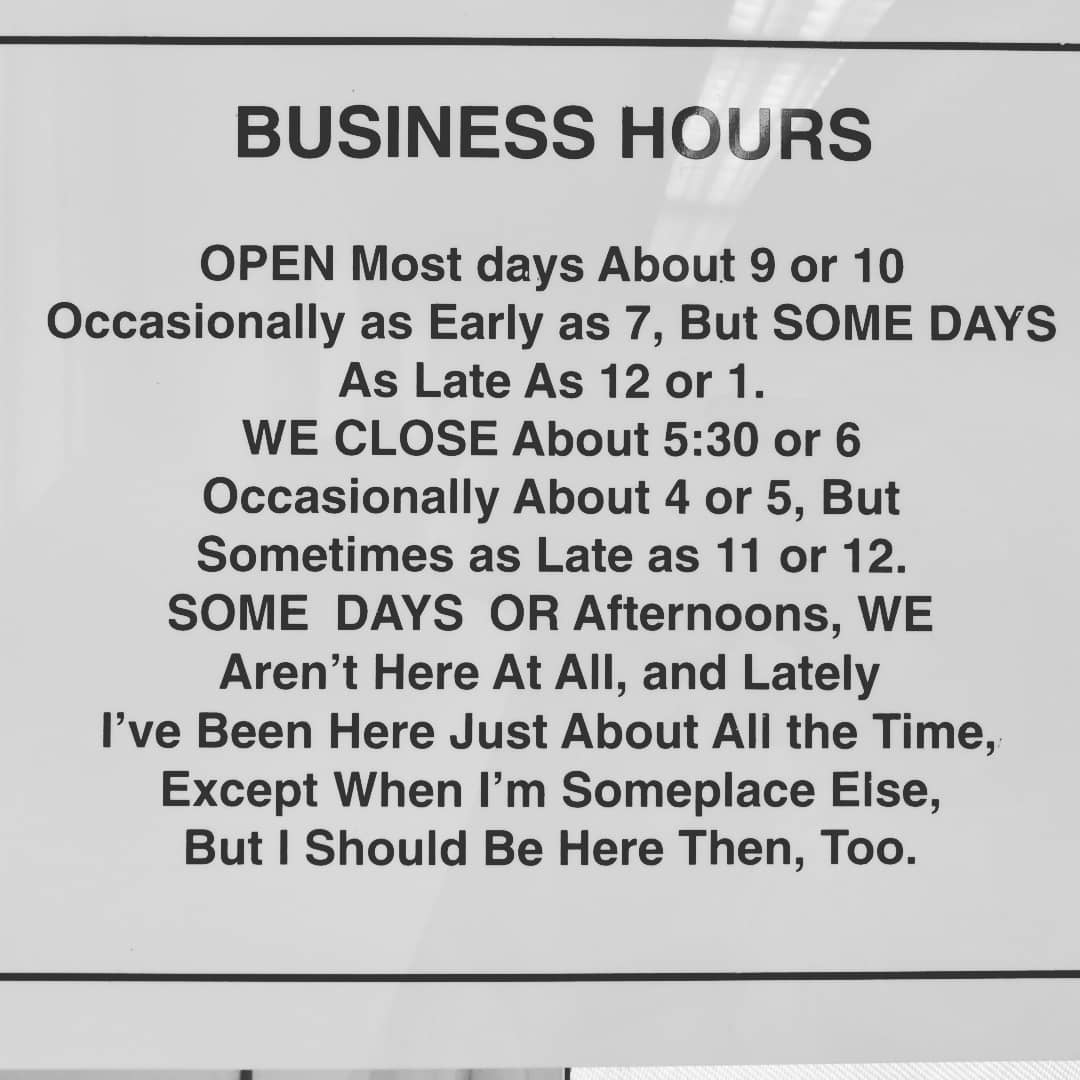 BUSINESS HOURS
OPEN Most days About 9 or 10
Occasionally as Early as 7, But SOME DAYS
As Late As 12 or 1.
WE CLOSE About 5:30 or 6
Occasionally About 4 or 5, But
Sometimes as Late as 11 or 12.
SOME DAYS OR Afternoons, WE
Aren’t Here At All, and Lately
I’ve Been Here Just About All the Time,
Except When I’m Someplace Else,
But I Should Be Here Then, Too.